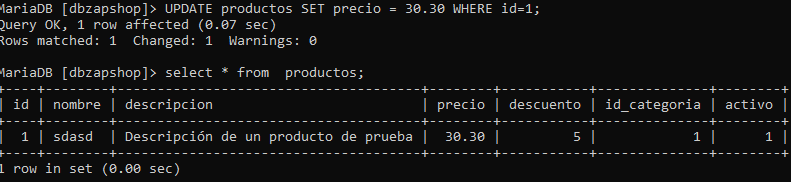 MariaDB [dbzapshop]> UPDATE productos SET precio = 30.30 WHERE id=1;
Query OK, 1 row affected (0.07 sec)
Rows matched: 1  Changed: 1  Warnings: 0
MariaDB [dbzapshop]> select * from  productos;
+----+--------+--------------------------------------+--------+-----------+--------------+--------+
| id | nombre | descripcion                          | precio | descuento | id_categoria | activo |
+----+--------+--------------------------------------+--------+-----------+--------------+--------+
|  1 | sdasd  | Descripción de un producto de prueba |  30.30 |         5 |            1 |      1 |
+----+--------+--------------------------------------+--------+-----------+--------------+--------+
1 row in set (0.00 sec)